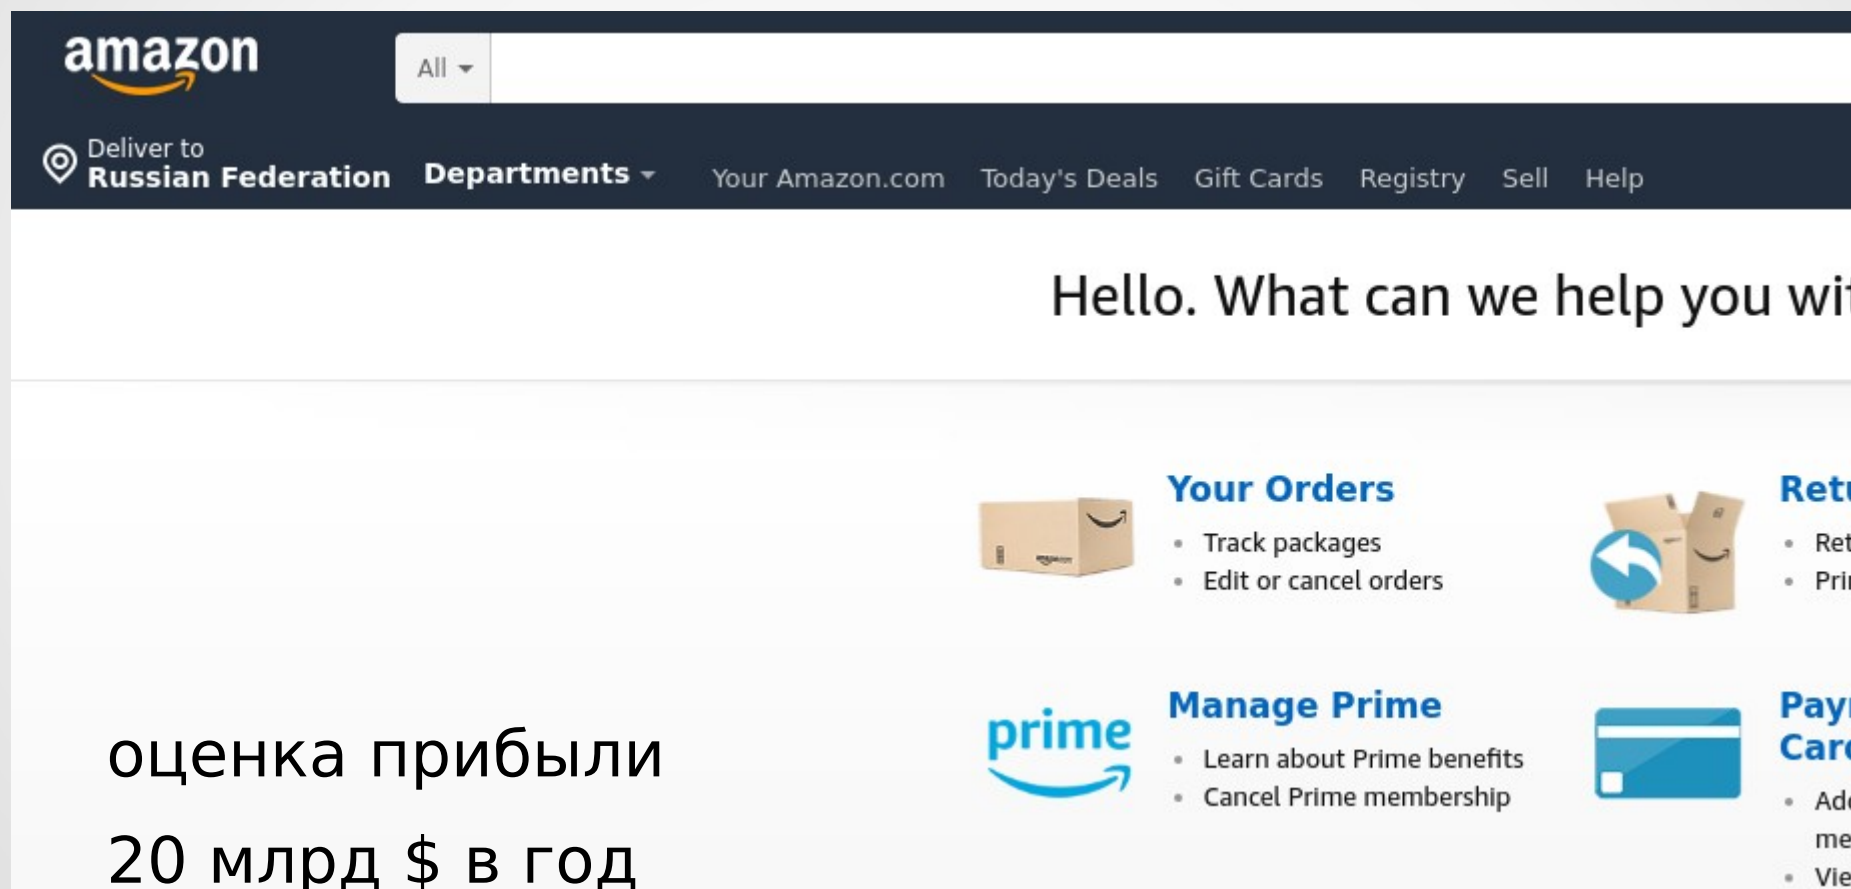 amazon
All
Deliver to
Russian Federation
Departments
Your Amazon.com
Today's Deals
Gift Cards
Registry
Sell
Help
Hello. What can we help you
Your Orders
• Track packages
• Edit or cancel orders
Manage Prime
prime
• Learn about Prime benefits
• Cancel Prime membership
оценка прибыли
20 млрд $ в год